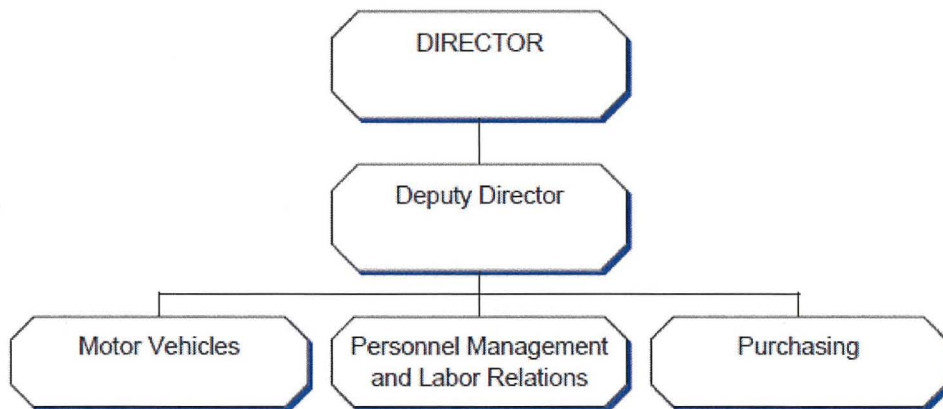 DIRECTOR
Deputy Director
Motor Vehicles
Personnel Management
and Labor Relations
Purchasing